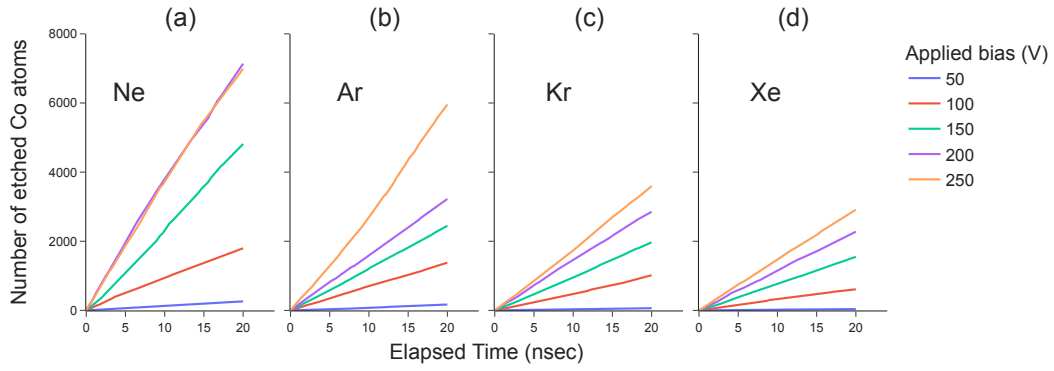 (a) (b) (c) (d)
Number of etched Co atoms
8000
6000
4000
2000
0
Ne
Ar
Kr
Xe
0 5 10 15 20
0 5 10 15 20
0 5 10 15 20
0 5 10 15 20
Elapsed Time (nsec)
Applied bias (V)
50
100
150
200
250